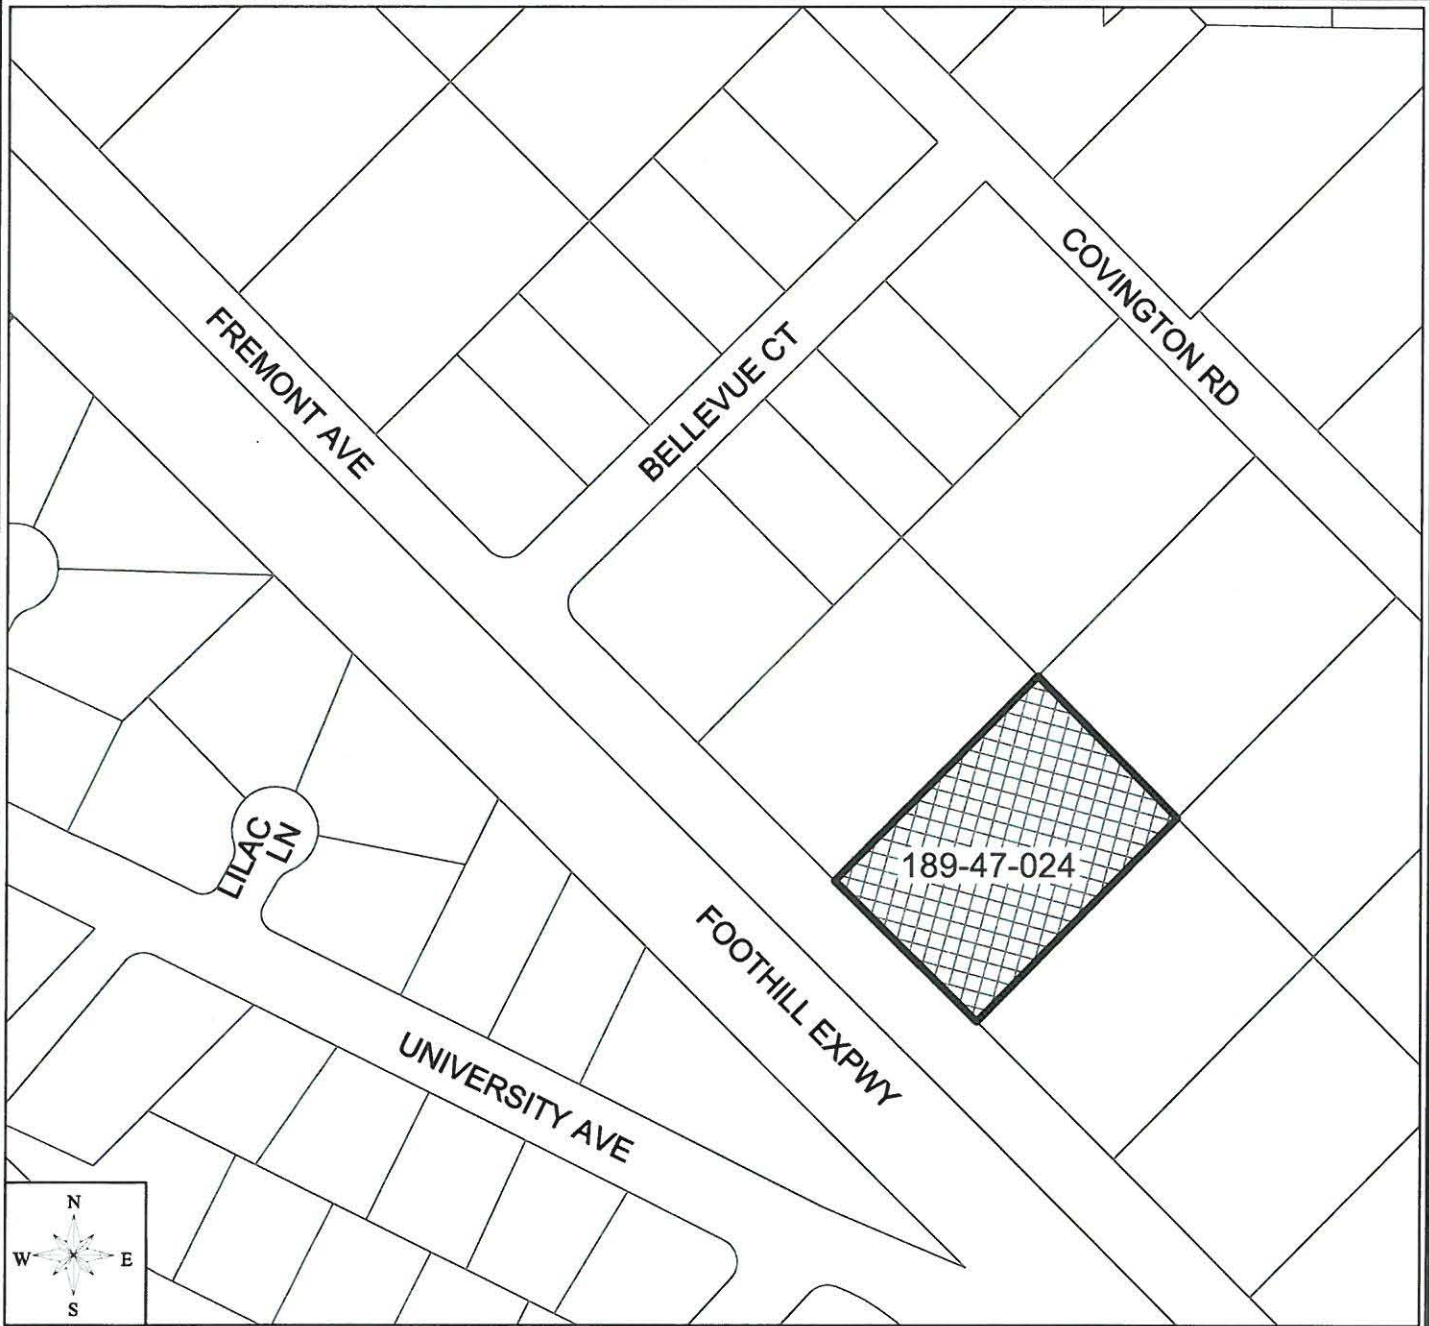 COVINGTON RD
FREMONT AVE
BELLEVUE CT
LILAC
LN
189-47-024
FOOTHILL EXPWY
UNIVERSITY AVE
N
W E
S